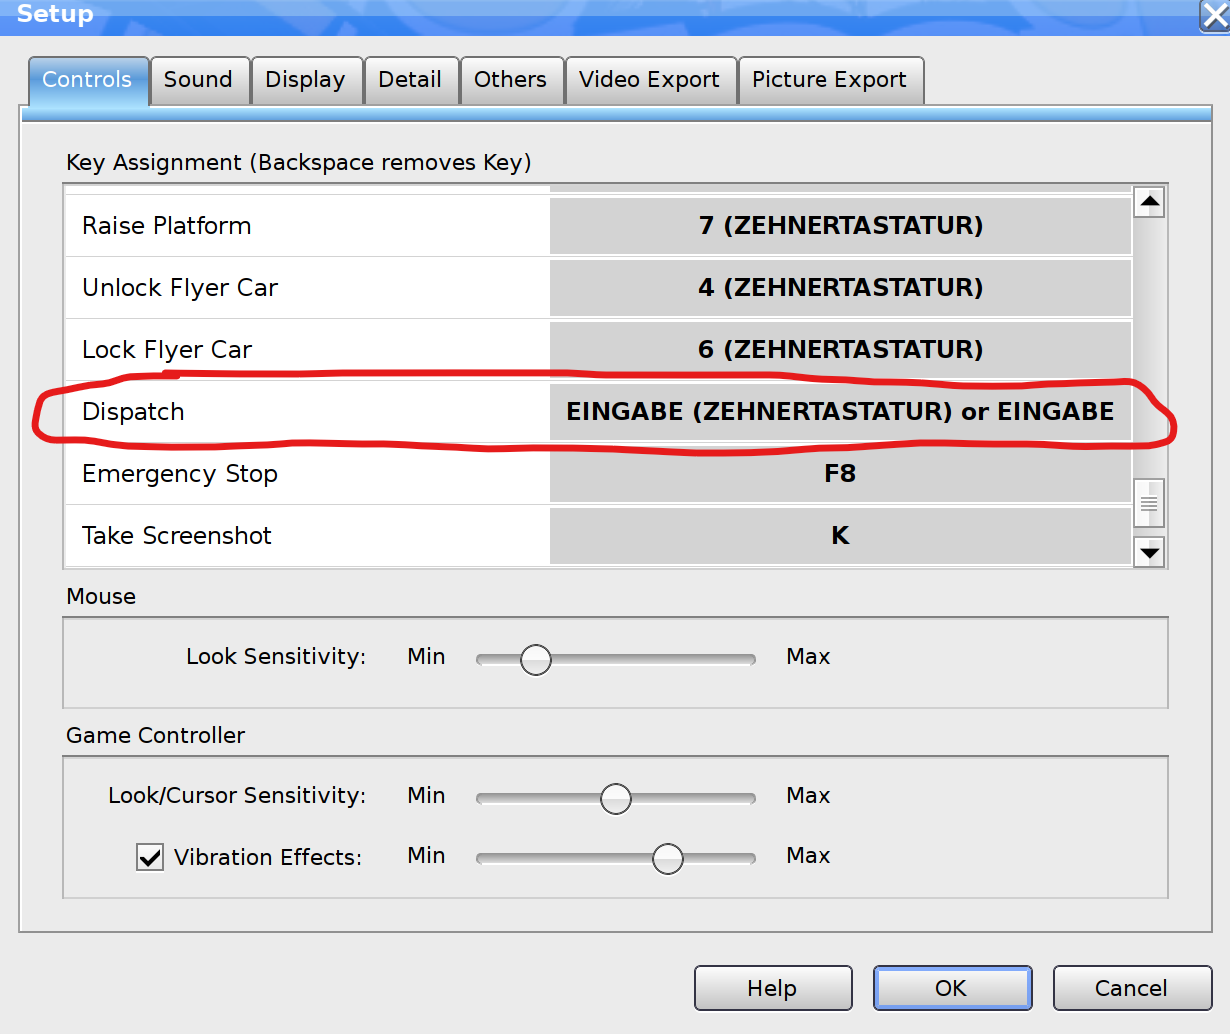 Setup
Controls Sound Display Detail Others Video Export Picture Export
Key Assignment (Backspace removes Key)
Raise Platform 7 (ZEHNERTASTATUR)
Unlock Flyer Car 4 (ZEHNERTASTATUR)
Lock Flyer Car 6 (ZEHNERTASTATUR)
Dispatch EINGABE (ZEHNERTASTATUR) or EINGABE
Emergency Stop F8
Take Screenshot K
Mouse
Look Sensitivity: Min Max
Game Controller
Look/Cursor Sensitivity: Min Max
Vibration Effects: Min Max
Help OK Cancel